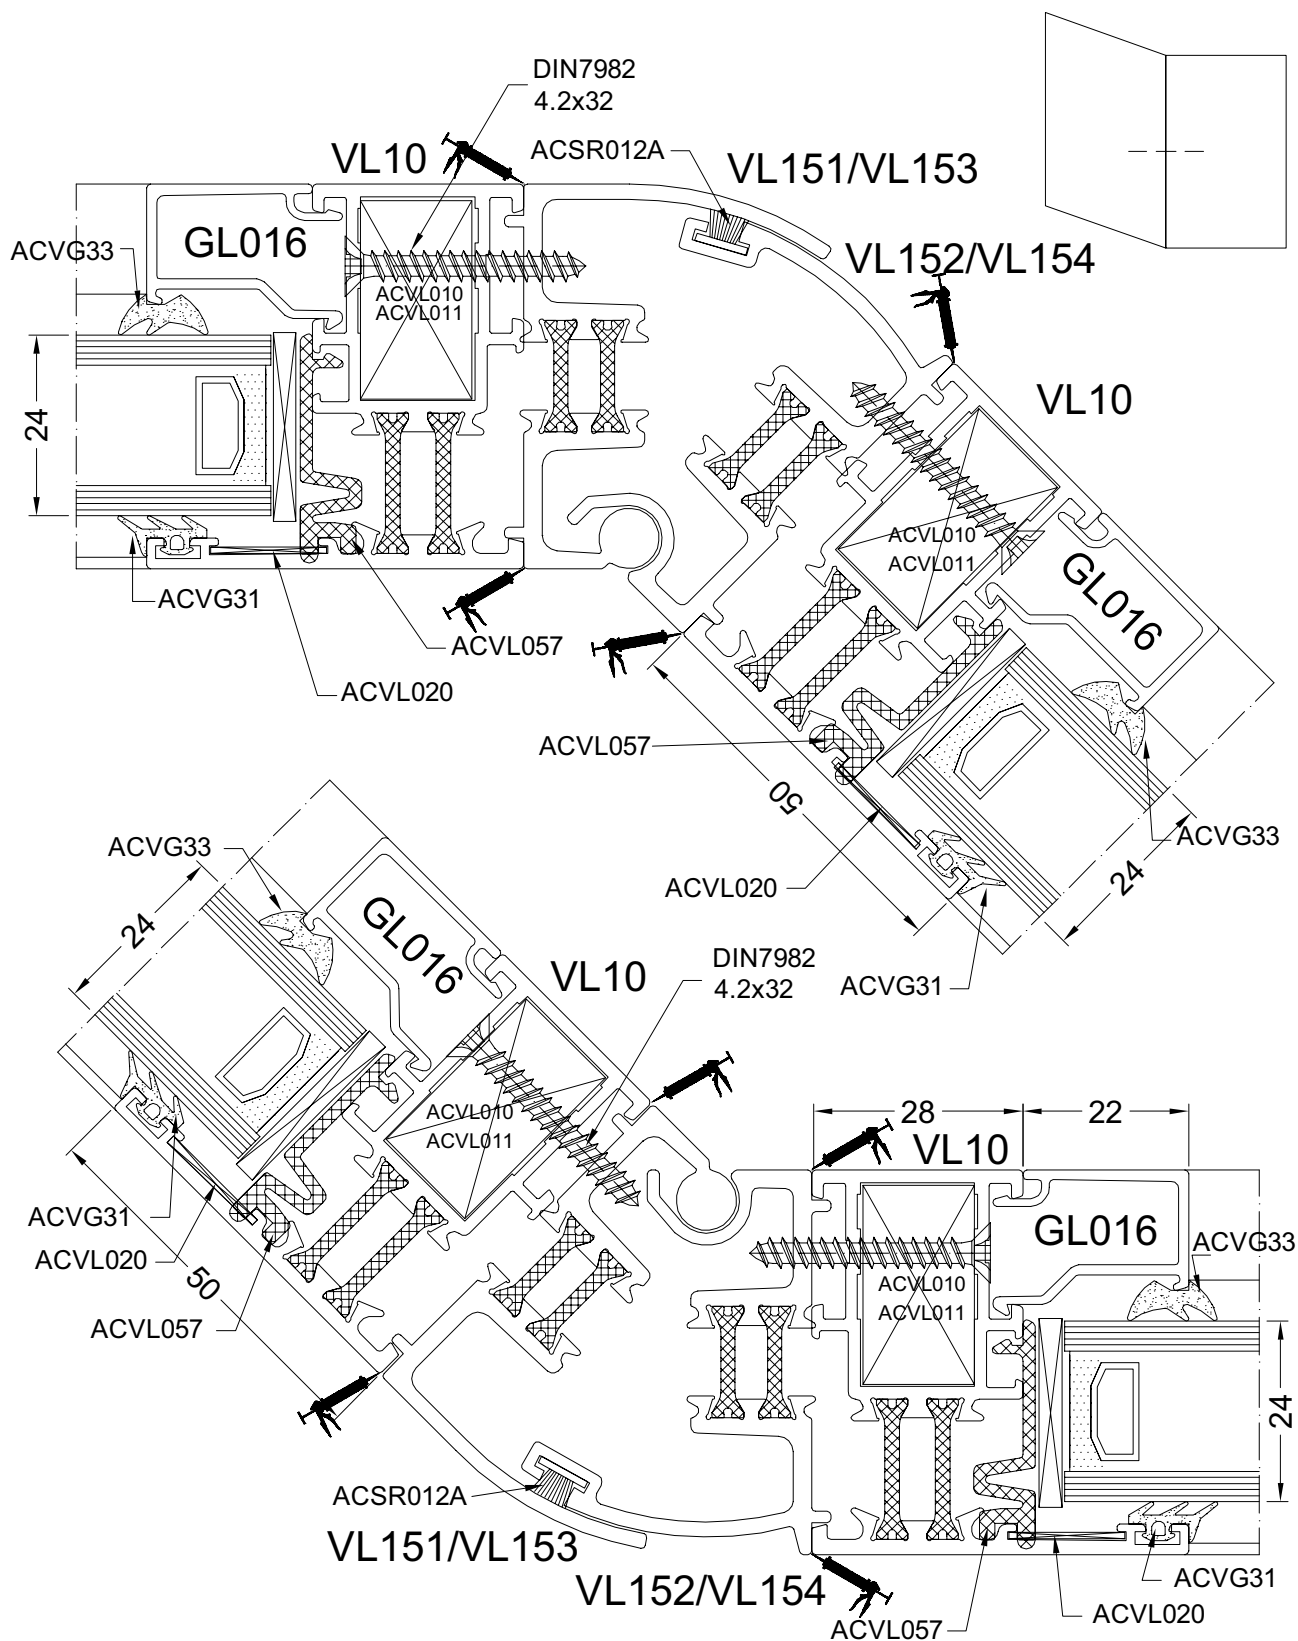 DIN7982
4.2x32
VL10
ACSR012A
VL151/VL153
ACVG33
GL016
VL152/VL154
ACVL010
ACVL011
24
VL10
ACVL010
ACVL011
GL016
ACVG31
ACVL057
ACVL020
ACVL057
50
ACVG33
24
ACVL020
ACVG31
ACVG33
24
GL016
VL10
DIN7982
4.2x32
ACVL010
ACVL011
28
22
VL10
ACVG31
ACVL020
50
ACVL057
GL016
ACVG33
ACVL010
ACVL011
24
ACSR012A
VL151/VL153
VL152/VL154
ACVG31
ACVL020
ACVL057